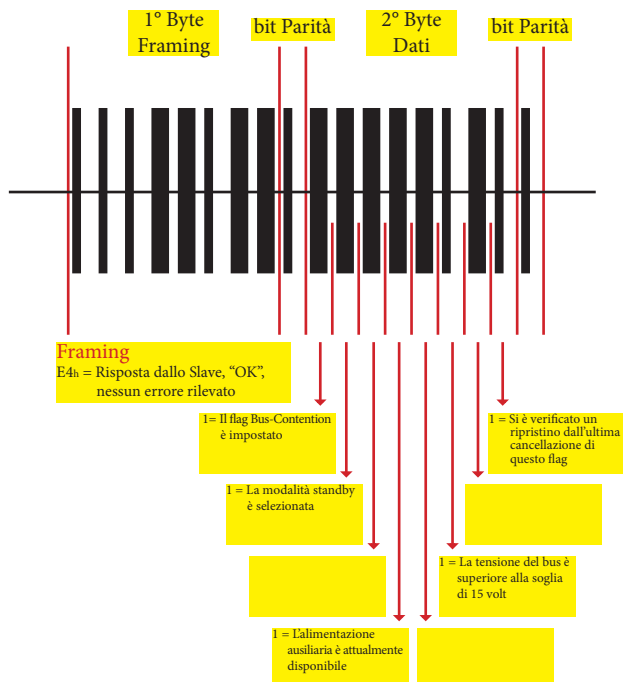 1° Byte
Framing
bit Parità
2° Byte
Dati
bit Parità
Framing
E4h = Risposta dallo Slave, “OK”,
nessun errore rilevato
1= Il flag Bus-Contention
è impostato
1 = Si è verificato un
ripristino dall'ultima
cancellazione di
questo flag
1 = La modalità standby
è selezionata
1 = La tensione del bus è
superiore alla soglia
di 15 volt
1 = L'alimentazione
ausiliaria è attualmente
disponibile